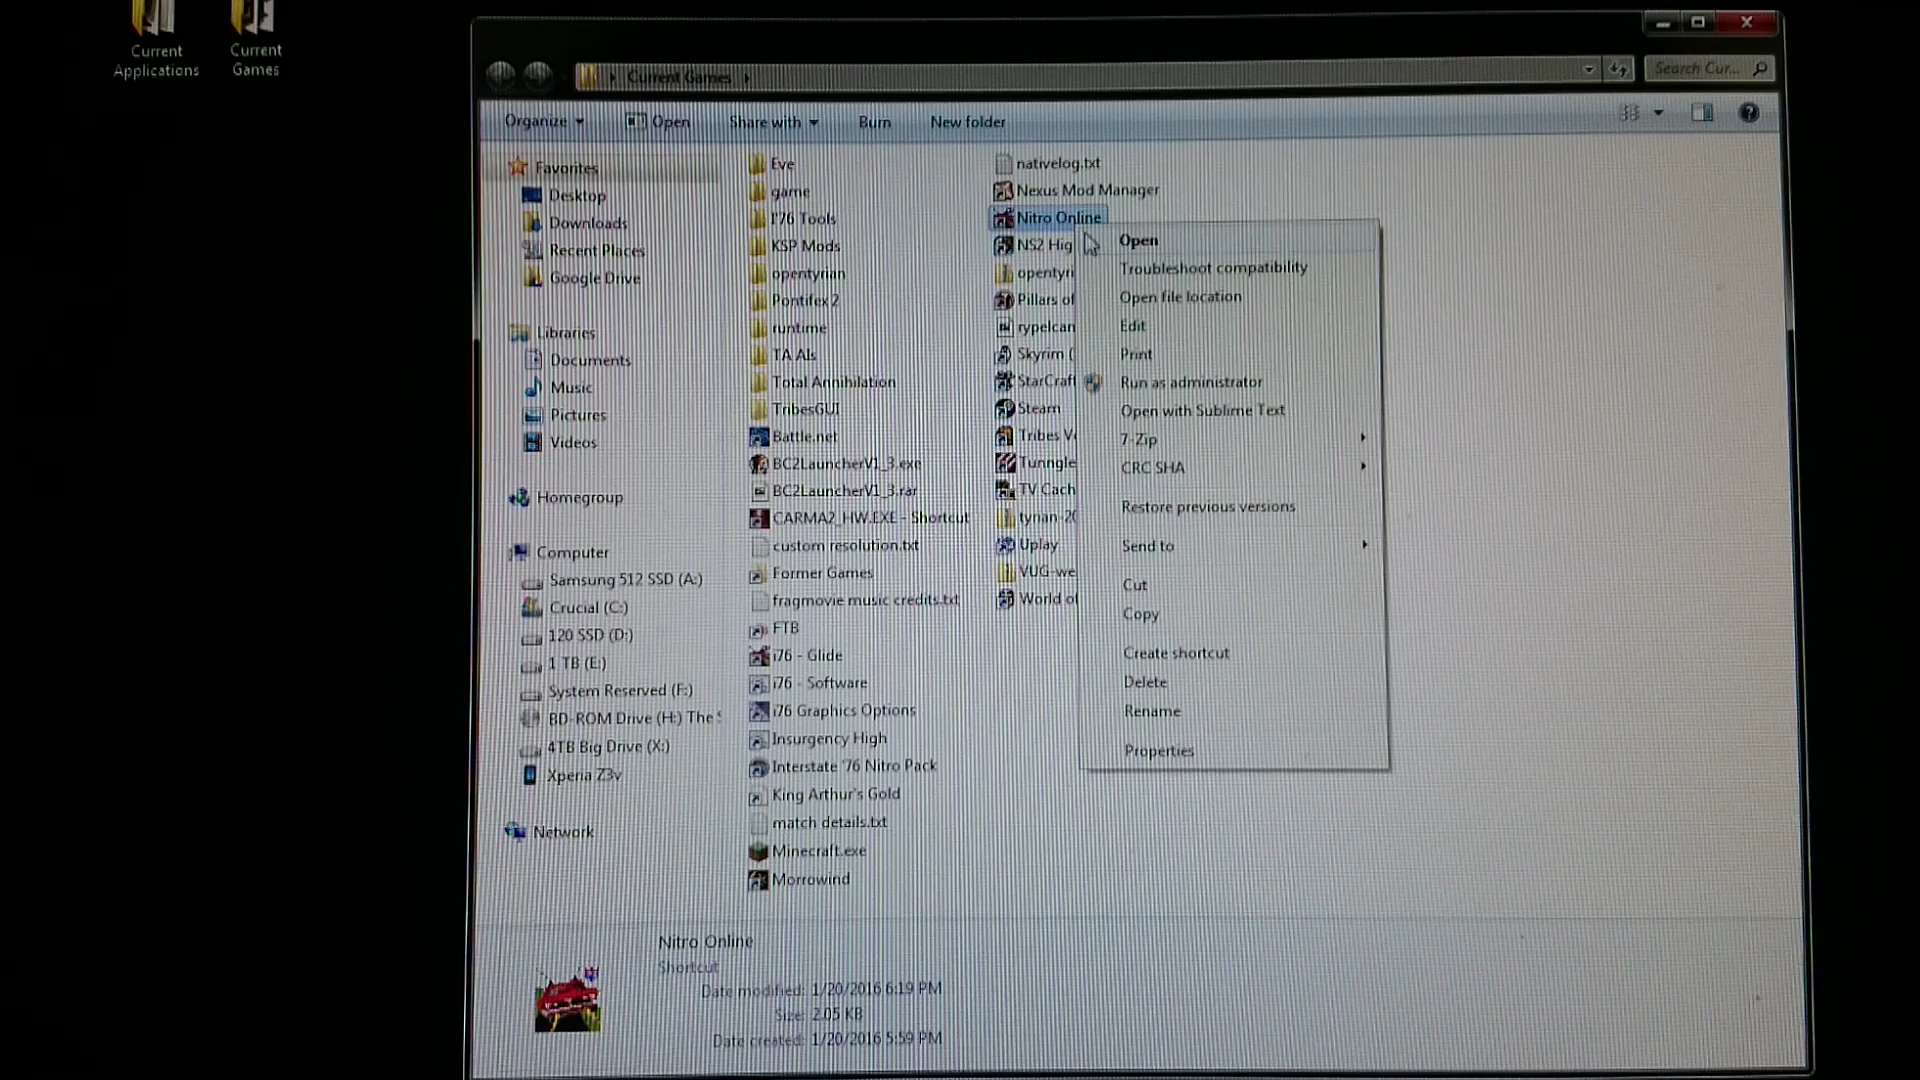 Current
Applications
Current
Games
Current Games
Search Cur...
Organize
Open
Share with
Burn
New folder
Favorites
Desktop
Downloads
Recent Places
Google Drive
Libraries
Documents
Music
Pictures
Videos
Homegroup
Computer
Samsung 512 SSD (A:)
Crucial (C:)
120 SSD (D:)
1 TB (E:)
System Reserved (F:)
BD-ROM Drive (H:) The
4TB Big Drive (X:)
Xperia Z3v
Network
Eve
game
I'76 Tools
KSP Mods
opentyrian
Pontifex 2
runtime
TA AIs
Total Annihilation
TribesGUI
Battle.net
BC2LauncherV1_3.exe
BC2LauncherV1_3.rar
CARMA2_HW.EXE - Shortcut
custom resolution.txt
Former Games
fragmovie music credits.txt
FTB
i76 - Glide
i76 - Software
i76 Graphics Options
Insurgency High
Interstate '76 Nitro Pack
King Arthur's Gold
match details.txt
Minecraft.exe
Morrowind
nativelog.txt
Nexus Mod Manager
Nitro Online
NS2 Hig
opentyri
Pillars of
rypelcan
Skyrim (
StarCraft
Steam
Tribes V
Tunngle
TV Cach
tyrian-20
Uplay
VUG-we
World of
Open
Troubleshoot compatibility
Open file location
Edit
Print
Run as administrator
Open with Sublime Text
7-Zip
CRC SHA
Restore previous versions
Send to
Cut
Copy
Create shortcut
Delete
Rename
Properties
Nitro Online
Shortcut
Date modified: 1/20/2016 6:19 PM
Size: 2.05 KB
Date created: 1/20/2016 5:59 PM